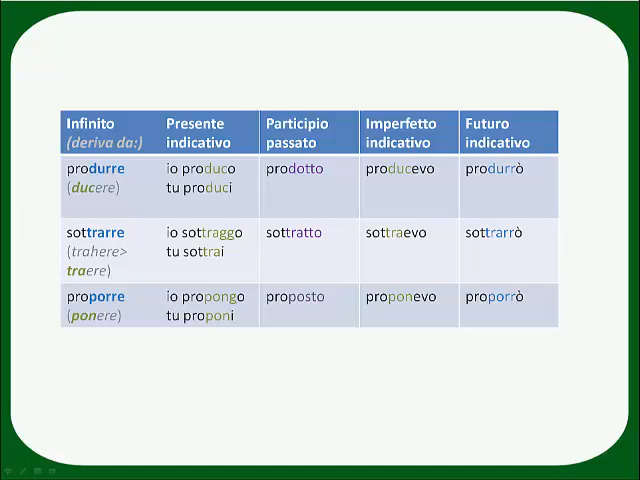 Infinito Presente Participio Imperfetto Futuro
(deriva da:) indicativo passato indicativo indicativo
produrre io produco prodotto producevo produrrò
(ducere) tu produci
sottrarre io sottraggo sottratto sottraevo sottrarrò
(trahere> tu sottrai
traere)
proporre io propongo proposto proponevo proporrò
(ponere) tu proponi